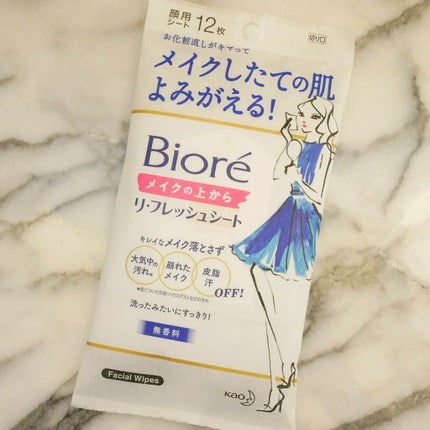 顔用
シート 12枚
切り口
お化粧直しがキマって
メイクしたての肌
よみがえる!
Bioré
メイクの上から
リ・フレッシュシート
キレイなメイク落とさず
大気中の
汚れ※
崩れた
メイク
皮脂
汗
OFF!
洗ったみたいにすっきり!
無香料
Facial Wipes
Kao